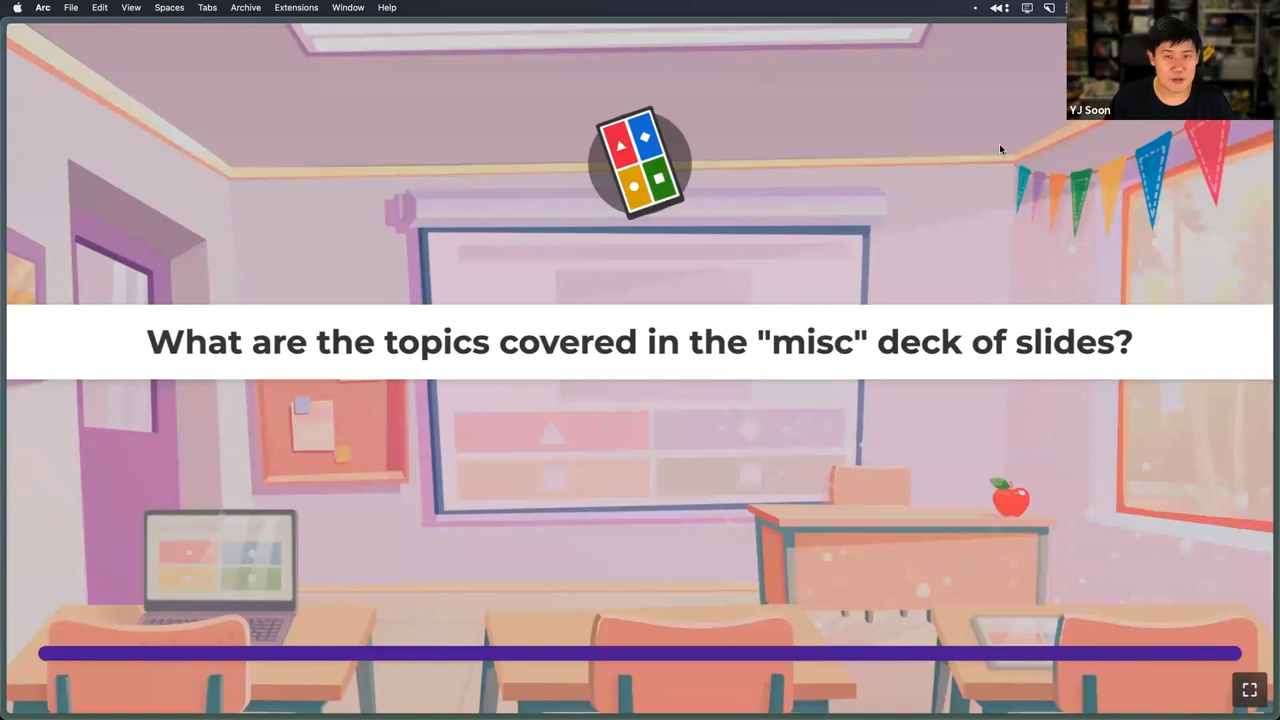 Arc File Edit View Spaces Tabs Archive Extensions Window Help
YJ Soon
What are the topics covered in the "misc" deck of slides?